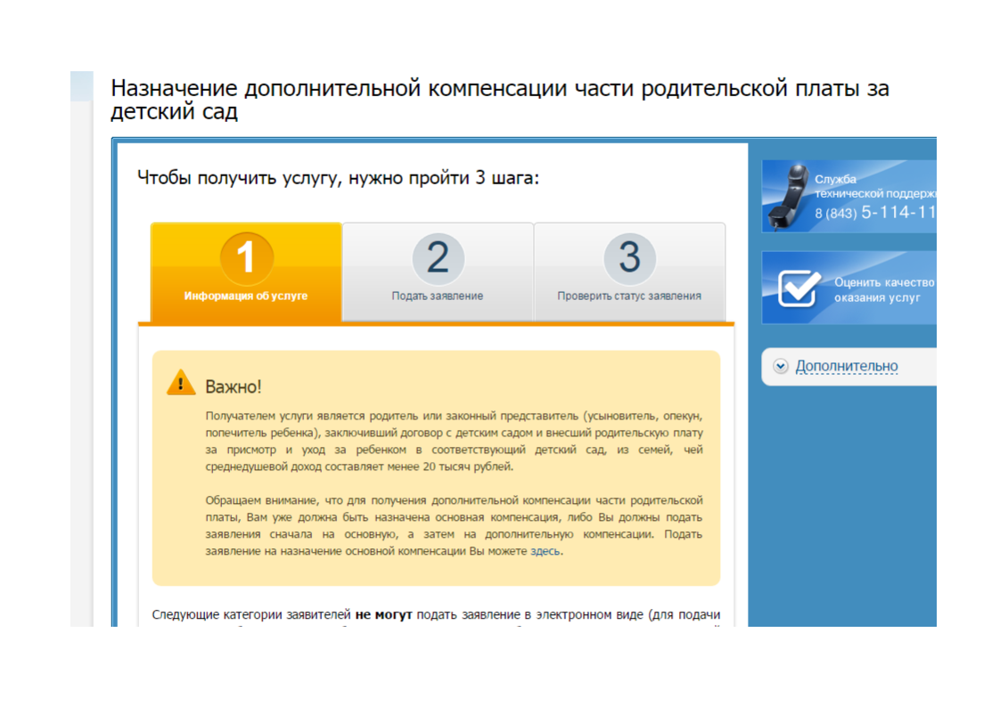 Назначение дополнительной компенсации части родительской платы за
детский сад
Чтобы получить услугу, нужно пройти 3 шага:
1
Информация об услуге
2
Подать заявление
3
Проверить статус заявления
Важно!
Получателем услуги является родитель или законный представитель (усыновитель, опекун,
попечитель ребенка), заключивший договор с детским садом и внесший родительскую плату
за присмотр и уход за ребенком в соответствующий детский сад, из семей, чей
среднедушевой доход составляет менее 20 тысяч рублей.
Обращаем внимание, что для получения дополнительной компенсации части родительской
платы, Вам уже должна быть назначена основная компенсация, либо Вы должны подать
заявления сначала на основную, а затем на дополнительную компенсации. Подать
заявление на назначение основной компенсации Вы можете здесь.
Следующие категории заявителей не могут подать заявление в электронном виде (для подачи
Служба
технической поддерж
8 (843) 5-114-11
Оценить качество
оказания услуг
Дополнительно